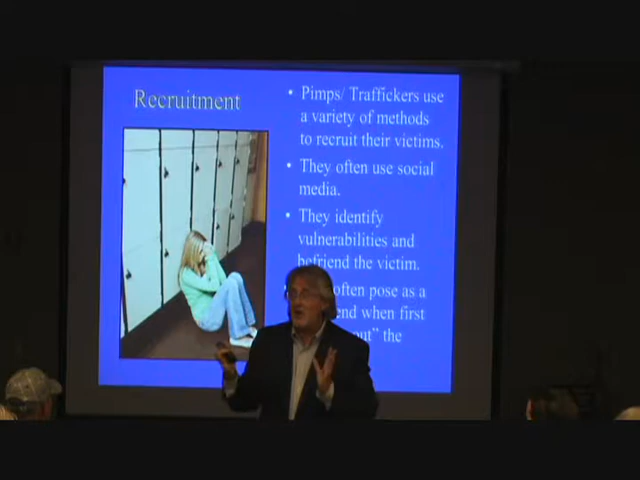 Recruitment
• Pimps/ Traffickers use
a variety of methods
to recruit their victims.
• They often use social
media.
• They identify
vulnerabilities and
befriend the victim.
often pose as a
end when first
out" the